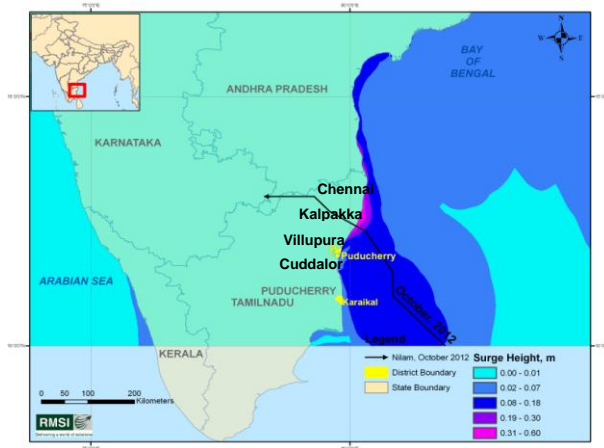 BAY
OF
BENGAL
ANDHRA PRADESH
KARNATAKA
Chennai
Kalpakka
Villupura
Puducherry
Cuddalor
ARABIAN SEA
PUDUCHERRY
TAMILNADU
Karaikal
October, 2012
Legend
KERALA
Nilam, October 2012
District Boundary
State Boundary
Surge Height, m
0.00 - 0.01
0.02 - 0.07
0.08 - 0.18
0.19 - 0.30
0.31 - 0.60
0 50 100 200
Kilometers
N
W E
S
RMSI